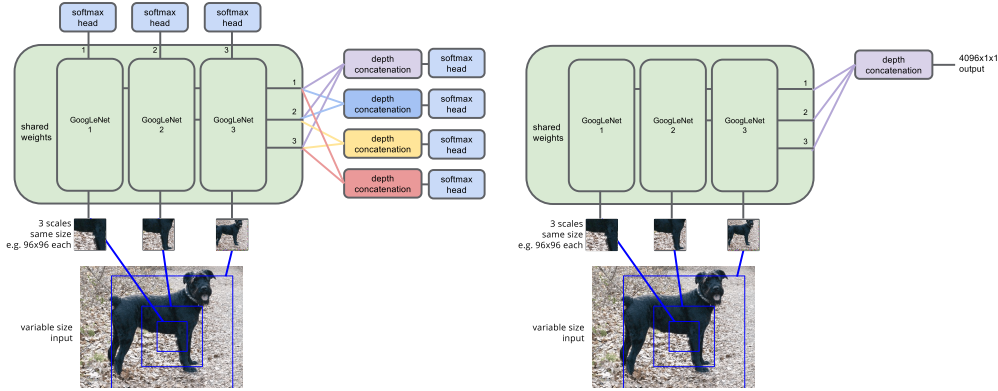 softmax
head
softmax
head
softmax
head
1
2
3
shared
weights
GoogLeNet
1
GoogLeNet
2
GoogLeNet
3
1
2
3
depth
concatenation
softmax
head
depth
concatenation
softmax
head
depth
concatenation
softmax
head
depth
concatenation
softmax
head
3 scales
same size
e.g. 96x96 each
variable size
input
shared
weights
GoogLeNet
1
GoogLeNet
2
GoogLeNet
3
1
2
3
depth
concatenation
4096x1x1
output
3 scales
same size
e.g. 96x96 each
variable size
input